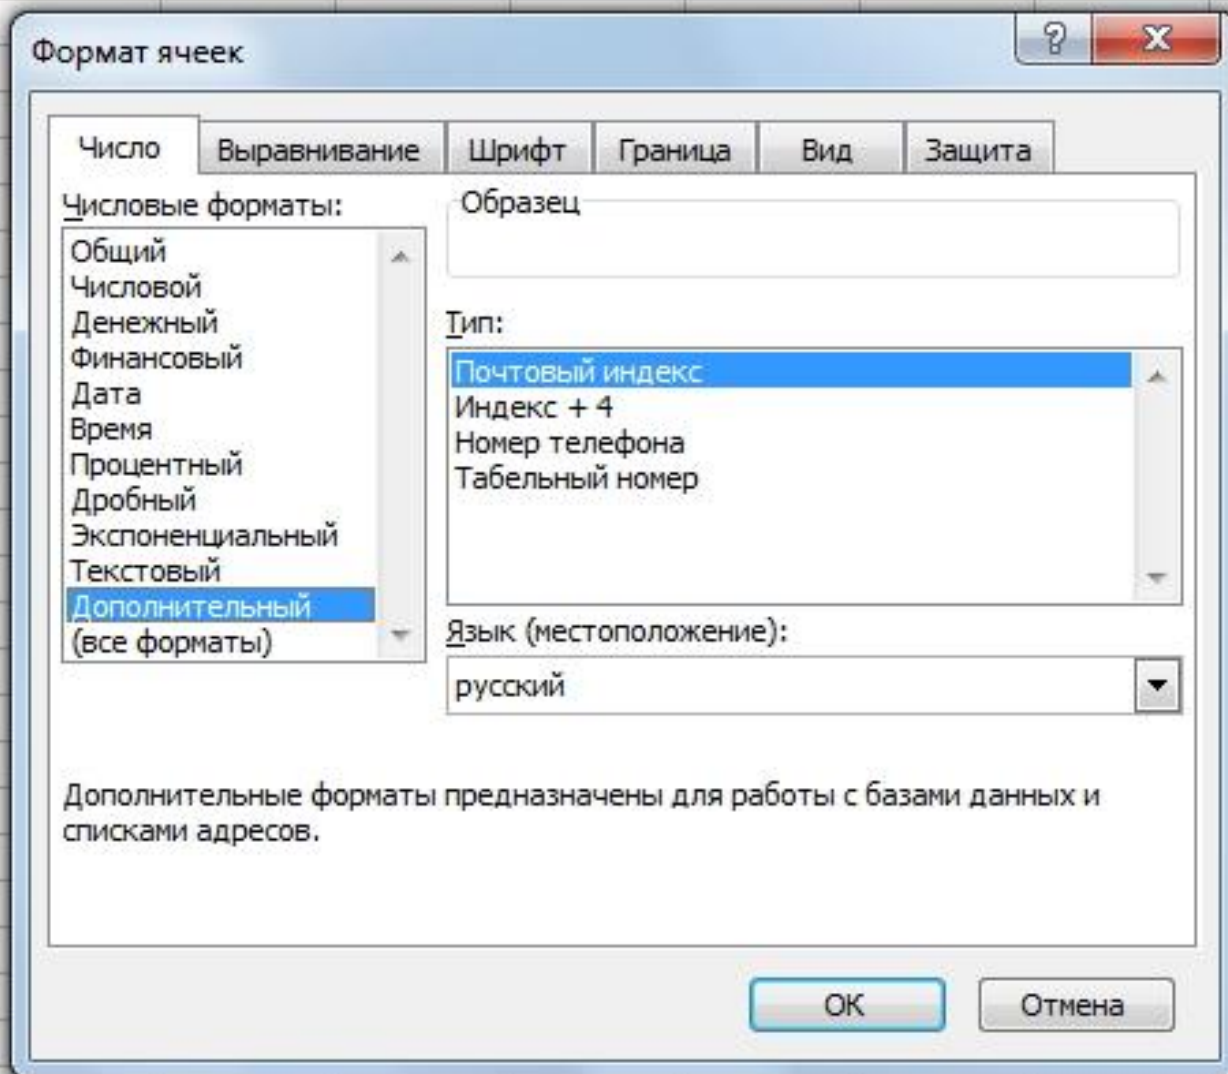 Формат ячеек
?
X
Число
Выравнивание
Шрифт
Граница
Вид
Защита
Числовые форматы:
Общий
Числовой
Денежный
Финансовый
Дата
Время
Процентный
Дробный
Экспоненциальный
Текстовый
Дополнительный
(все форматы)
Образец
Тип:
Почтовый индекс
Индекс + 4
Номер телефона
Табельный номер
Язык (местоположение):
русский
Дополнительные форматы предназначены для работы с базами данных и
списками адресов.
ОК
Отмена